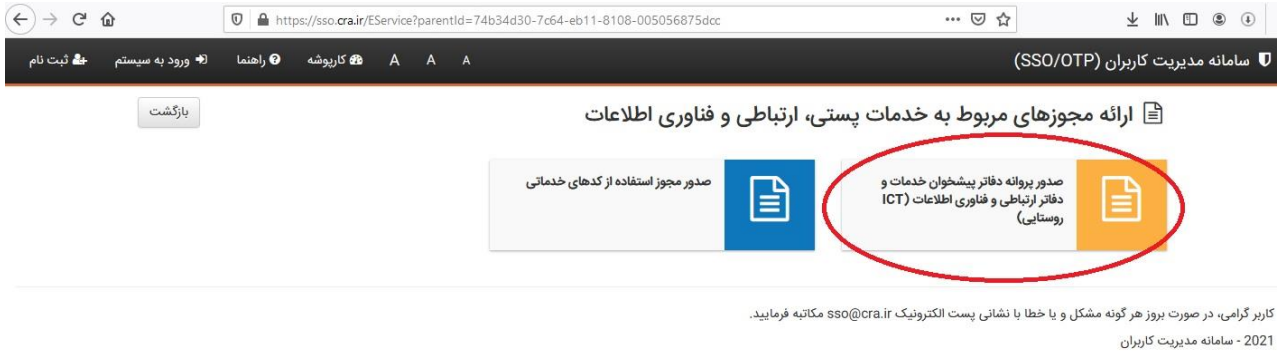 https://sso.cra.ir/EService?parentId=74b34d30-7c64-eb11-8108-005056875dcc
سامانه مدیریت کاربران (SSO/OTP)
A A A کارپوشه راهنما ورود به سیستم ثبت نام
ارائه مجوزهای مربوط به خدمات پستی، ارتباطی و فناوری اطلاعات
بازگشت
صدور پروانه دفاتر پیشخوان خدمات و
دفاتر ارتباطی و فناوری اطلاعات (ICT
روستایی)
صدور مجوز استفاده از کدهای خدماتی
کاربر گرامی، در صورت بروز هر گونه مشکل و یا خطا با نشانی پست الکترونیک sso@cra.ir مکاتبه فرمایید.
2021 - سامانه مدیریت کاربران